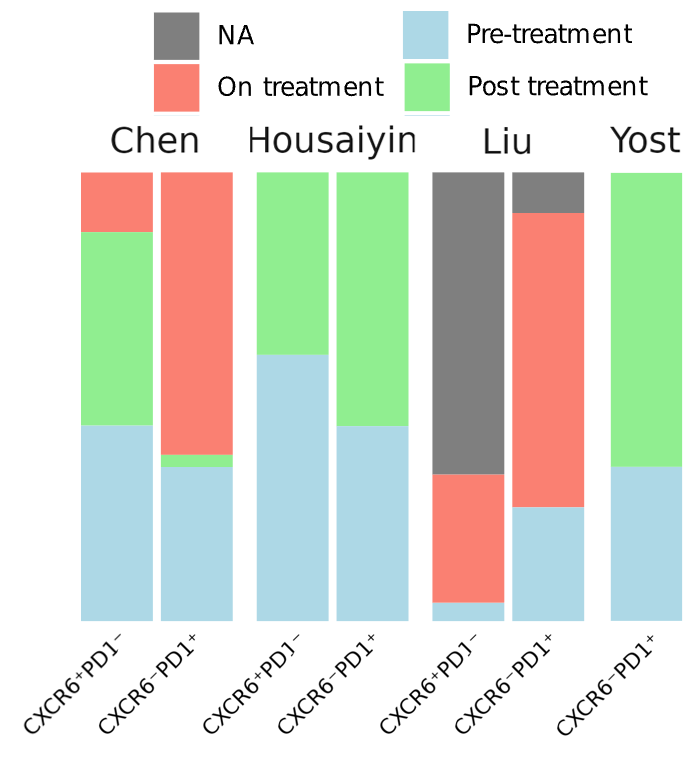 NA
Pre-treatment
On treatment
Post treatment
Chen
Housaiyin
Liu
Yost
CXCR6⁺PD1⁻
CXCR6⁻PD1⁺
CXCR6⁺PD1⁻
CXCR6⁻PD1⁺
CXCR6⁺PD1⁻
CXCR6⁻PD1⁺
CXCR6⁻PD1⁺